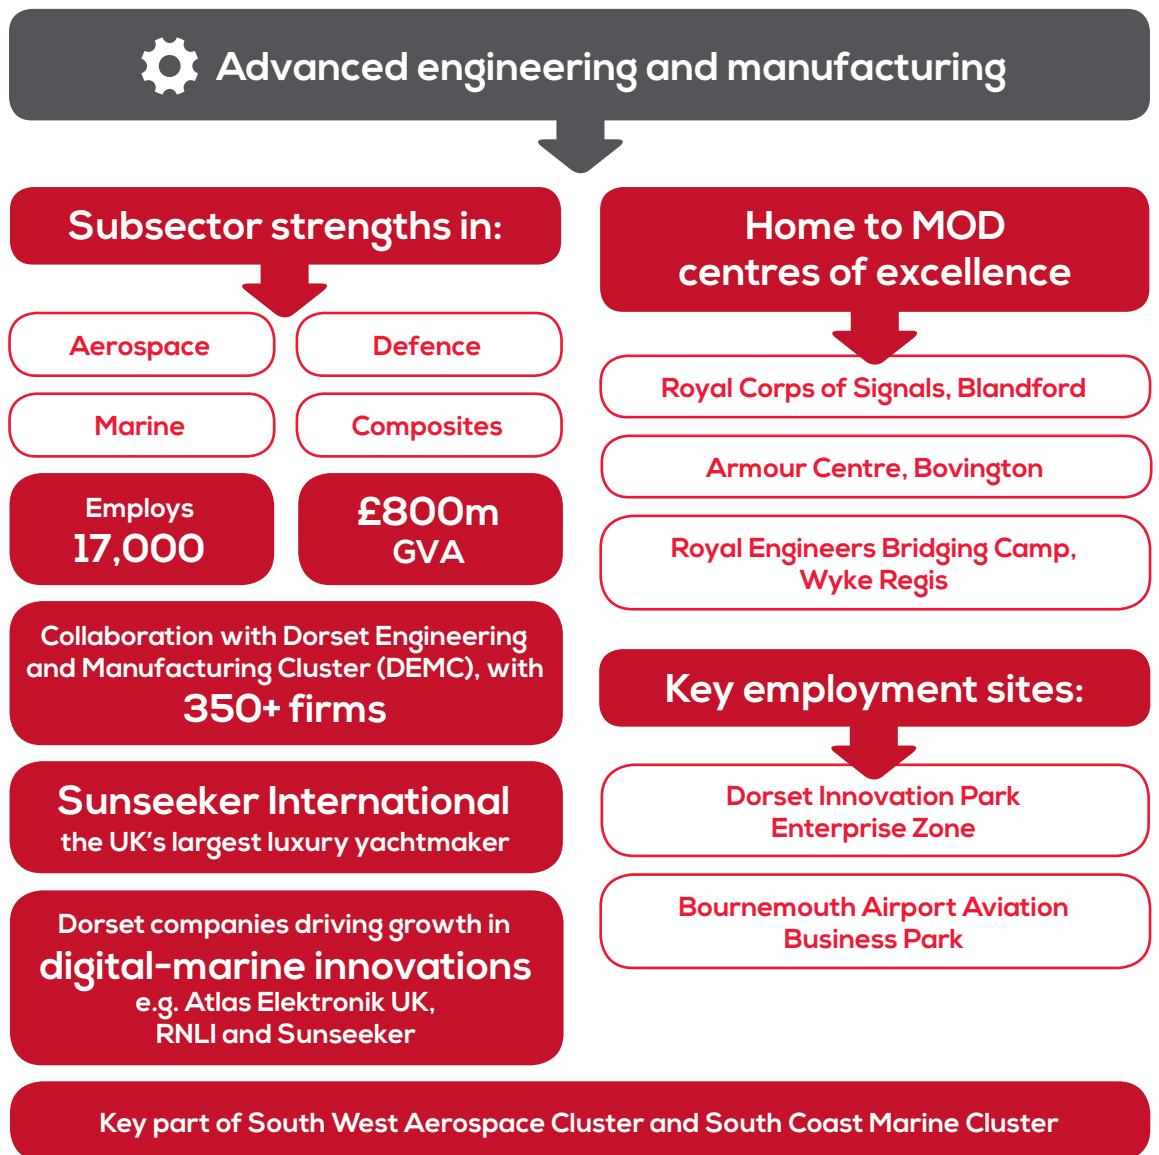 Advanced engineering and manufacturing
Subsector strengths in:
Aerospace
Defence
Marine
Composites
Employs
17,000
£800m
GVA
Collaboration with Dorset Engineering
and Manufacturing Cluster (DEMC), with
350+ firms
Sunseeker International
the UK's largest luxury yachtmaker
Dorset companies driving growth in
digital-marine innovations
e.g. Atlas Elektronik UK,
RNLI and Sunseeker
Home to MOD
centres of excellence
Royal Corps of Signals, Blandford
Armour Centre, Bovington
Royal Engineers Bridging Camp,
Wyke Regis
Key employment sites:
Dorset Innovation Park
Enterprise Zone
Bournemouth Airport Aviation
Business Park
Key part of South West Aerospace Cluster and South Coast Marine Cluster